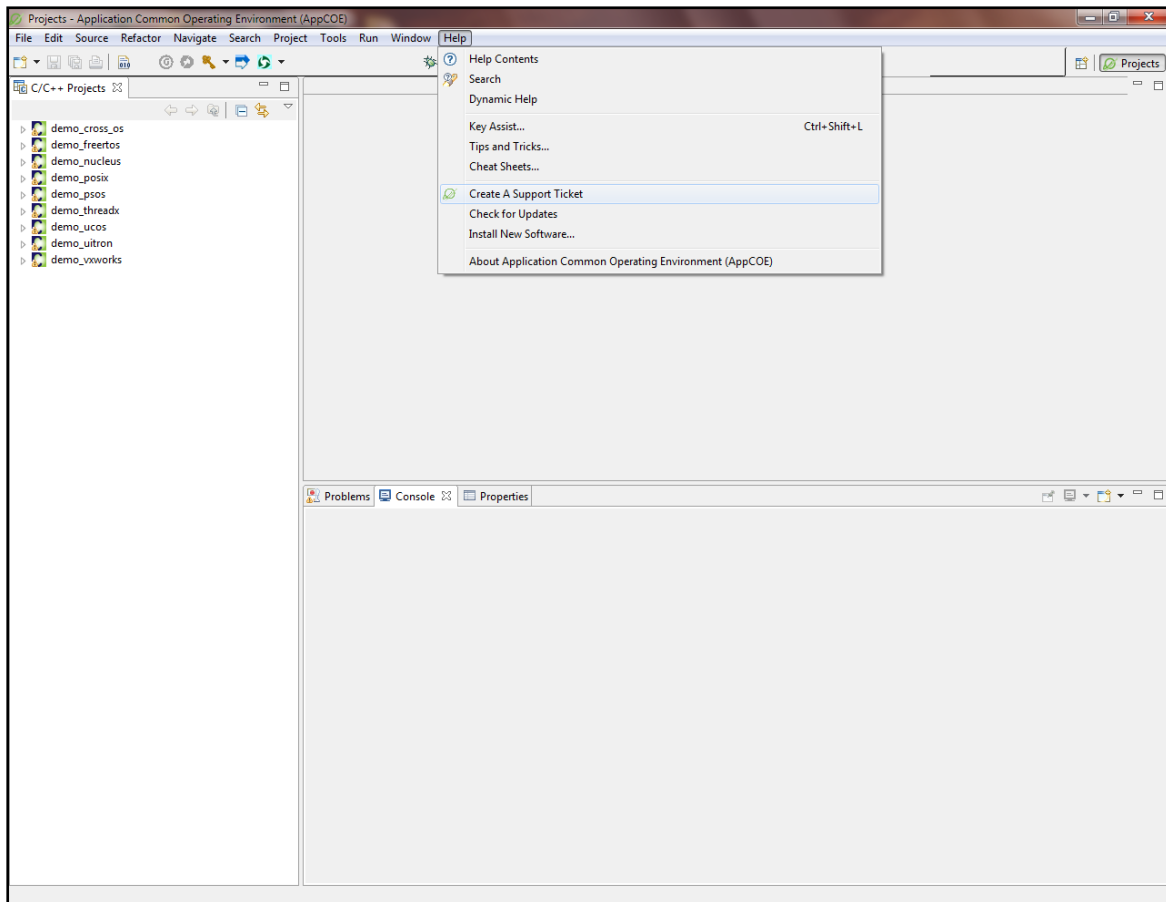 Projects - Application Common Operating Environment (AppCOE)
File Edit Source Refactor Navigate Search Project Tools Run Window Help
Projects
C/C++ Projects
demo_cross_os
demo_freertos
demo_nucleus
demo_posix
demo_psos
demo_threadx
demo_ucos
demo_uitron
demo_vxworks
Help Contents
Search
Dynamic Help
Key Assist... Ctrl+Shift+L
Tips and Tricks...
Cheat Sheets...
Create A Support Ticket
Check for Updates
Install New Software...
About Application Common Operating Environment (AppCOE)
Problems Console Properties